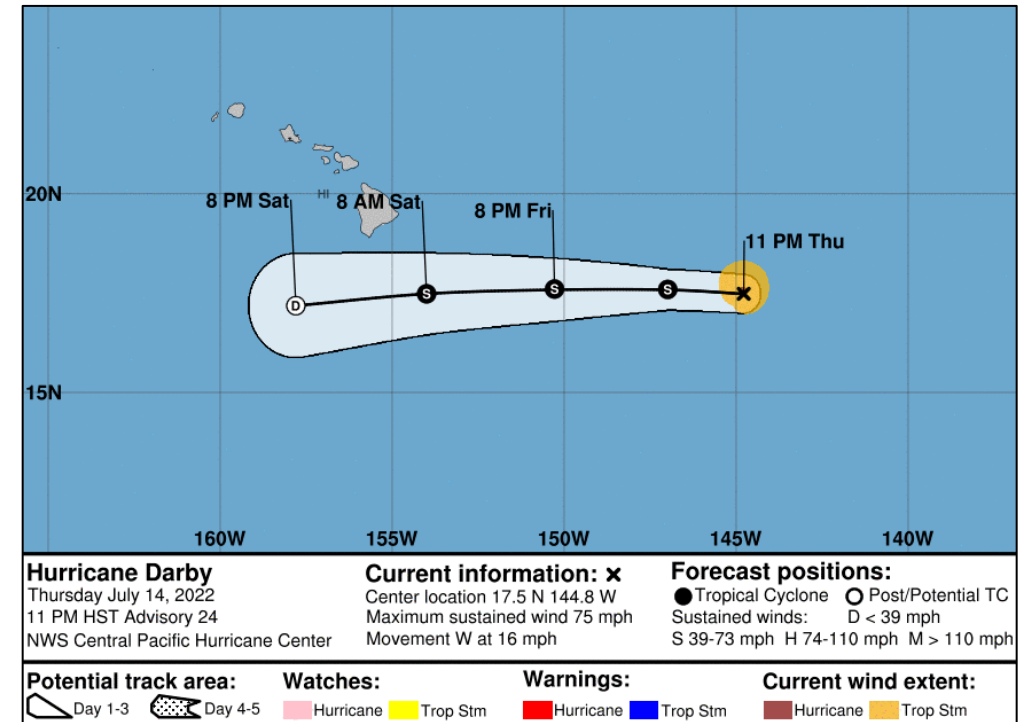 20N
HI
8 PM Sat
8 AM Sat
8 PM Fri
11 PM Thu
D
S
S
S
15N
160W 155W 150W 145W 140W
Hurricane Darby
Thursday July 14, 2022
11 PM HST Advisory 24
NWS Central Pacific Hurricane Center
Current information: x
Center location 17.5 N 144.8 W
Maximum sustained wind 75 mph
Movement W at 16 mph
Forecast positions:
Tropical Cyclone Post/Potential TC
Sustained winds: D < 39 mph
S 39-73 mph H 74-110 mph M > 110 mph
Potential track area:
Day 1-3 Day 4-5
Watches:
Hurricane Trop Stm
Warnings:
Hurricane Trop Stm
Current wind extent:
Hurricane Trop Stm